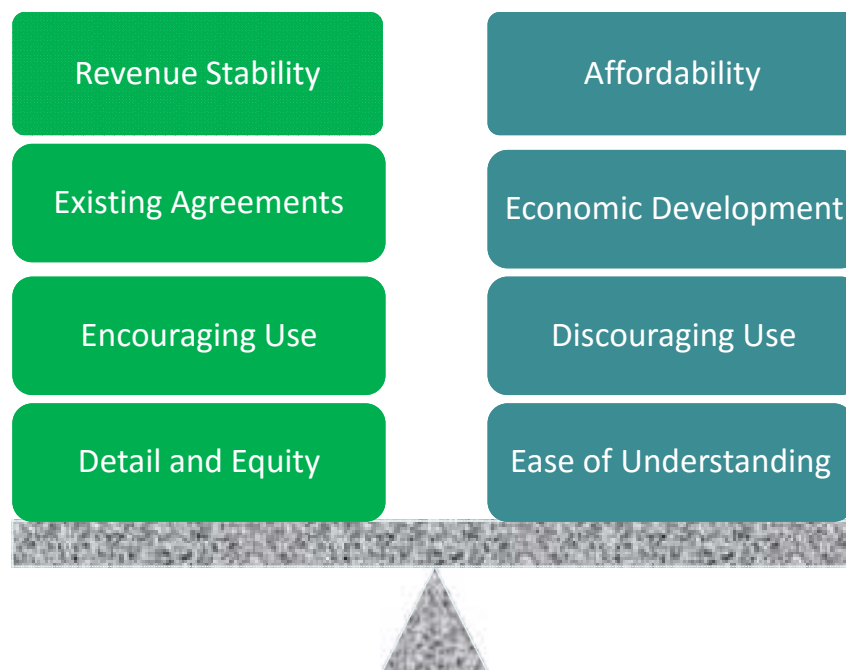 Revenue Stability
Affordability
Existing Agreements
Economic Development
Encouraging Use
Discouraging Use
Detail and Equity
Ease of Understanding